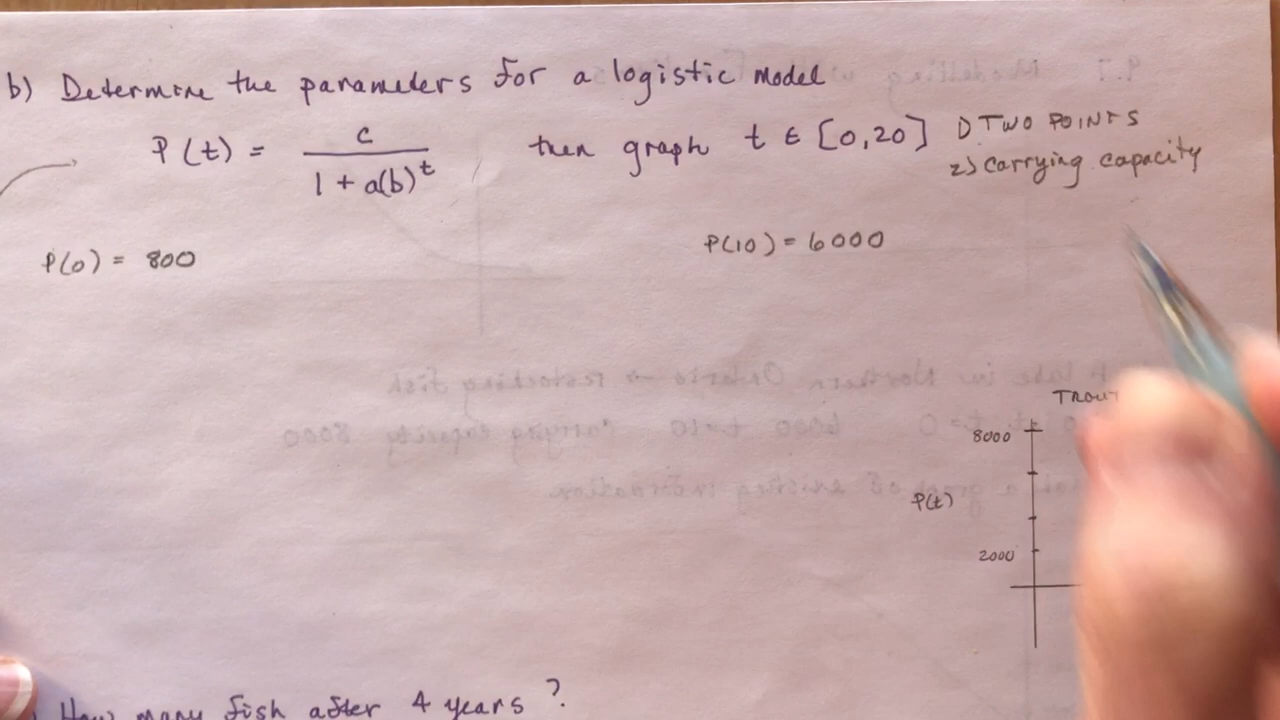 b) Determine the parameters for a logistic model
P(t) = c / 1 + a(b)^t then graph t ∈ [0,20] 1) TWO POINTS
2) carrying capacity
P(0) = 800 P(10) = 6000
TROUT
8000
P(t)
2000
How many fish after 4 years?